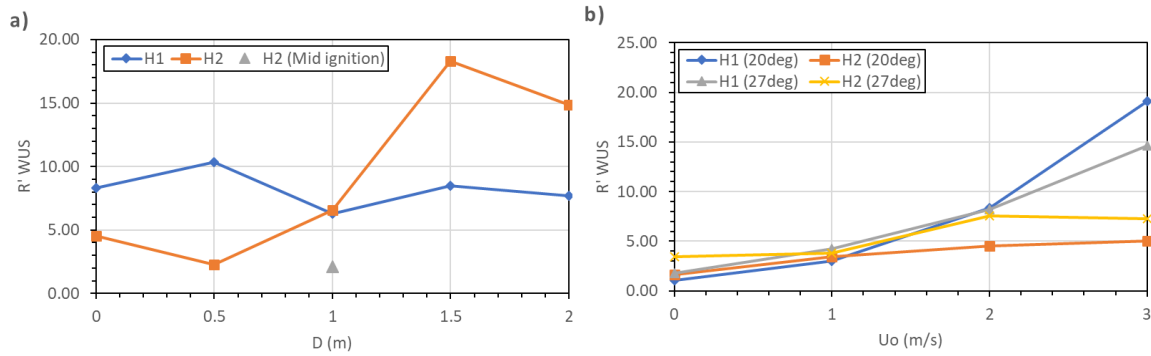 a)
20.00
H1 H2 H2 (Mid ignition)
15.00
R' WUS
10.00
5.00
0.00
0 0.5 1 1.5 2
D (m)
b)
25.00
H1 (20deg) H2 (20deg)
H1 (27deg) H2 (27deg)
20.00
15.00
R' WUS
10.00
5.00
0.00
0 1 2 3
Uo (m/s)